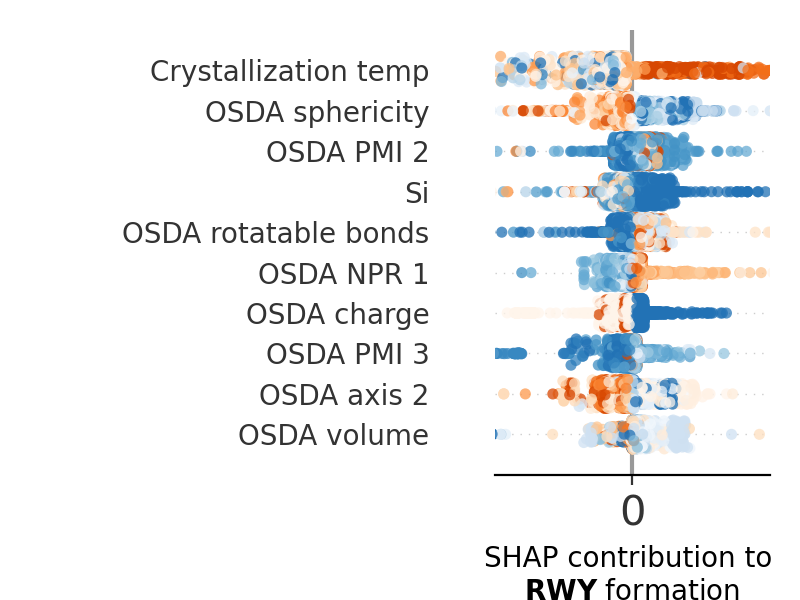 Crystallization temp
OSDA sphericity
OSDA PMI 2
Si
OSDA rotatable bonds
OSDA NPR 1
OSDA charge
OSDA PMI 3
OSDA axis 2
OSDA volume
0
SHAP contribution to
RWY formation